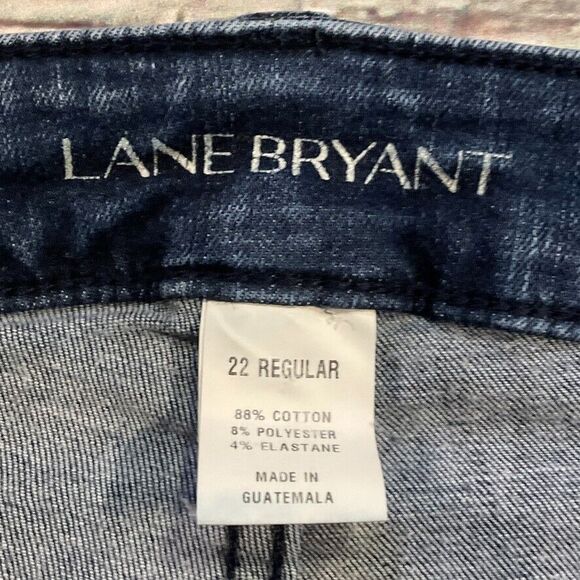 LANE BRYANT
22 REGULAR
88% COTTON
8% POLYESTER
4% ELASTANE
MADE IN
GUATEMALA